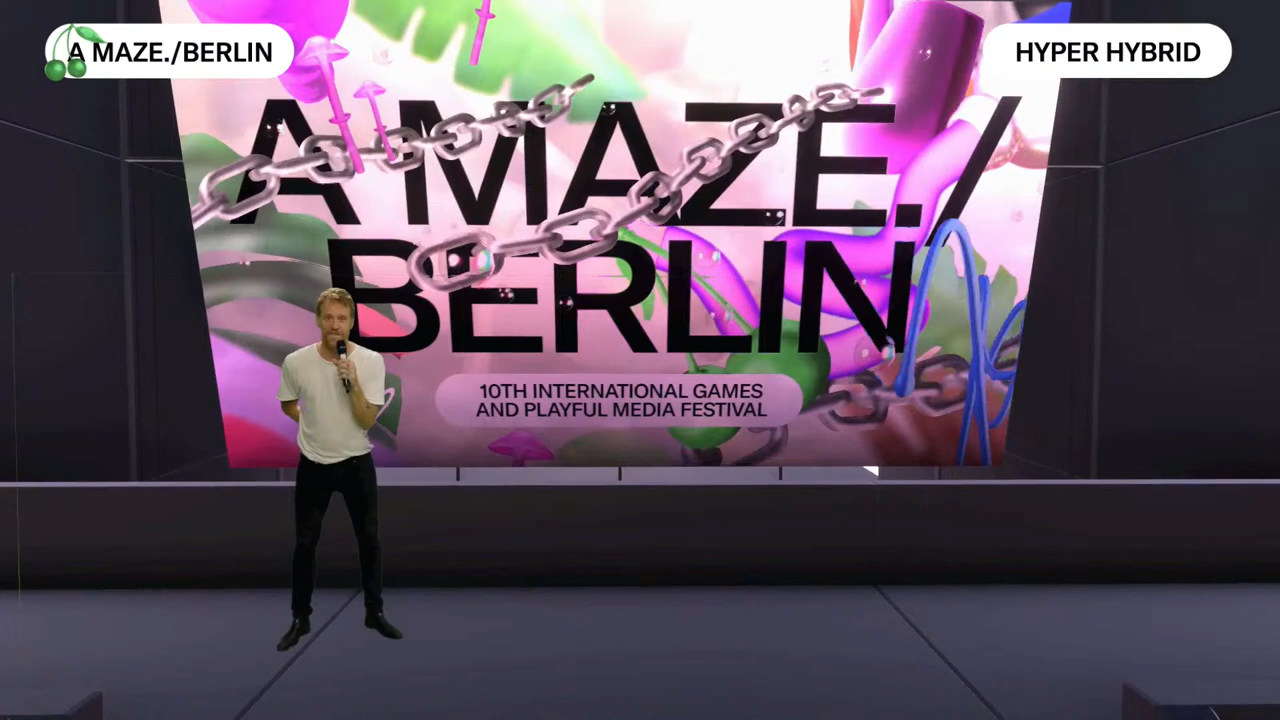 A MAZE./BERLIN
HYPER HYBRID
A MAZE./
BERLIN
10TH INTERNATIONAL GAMES
AND PLAYFUL MEDIA FESTIVAL